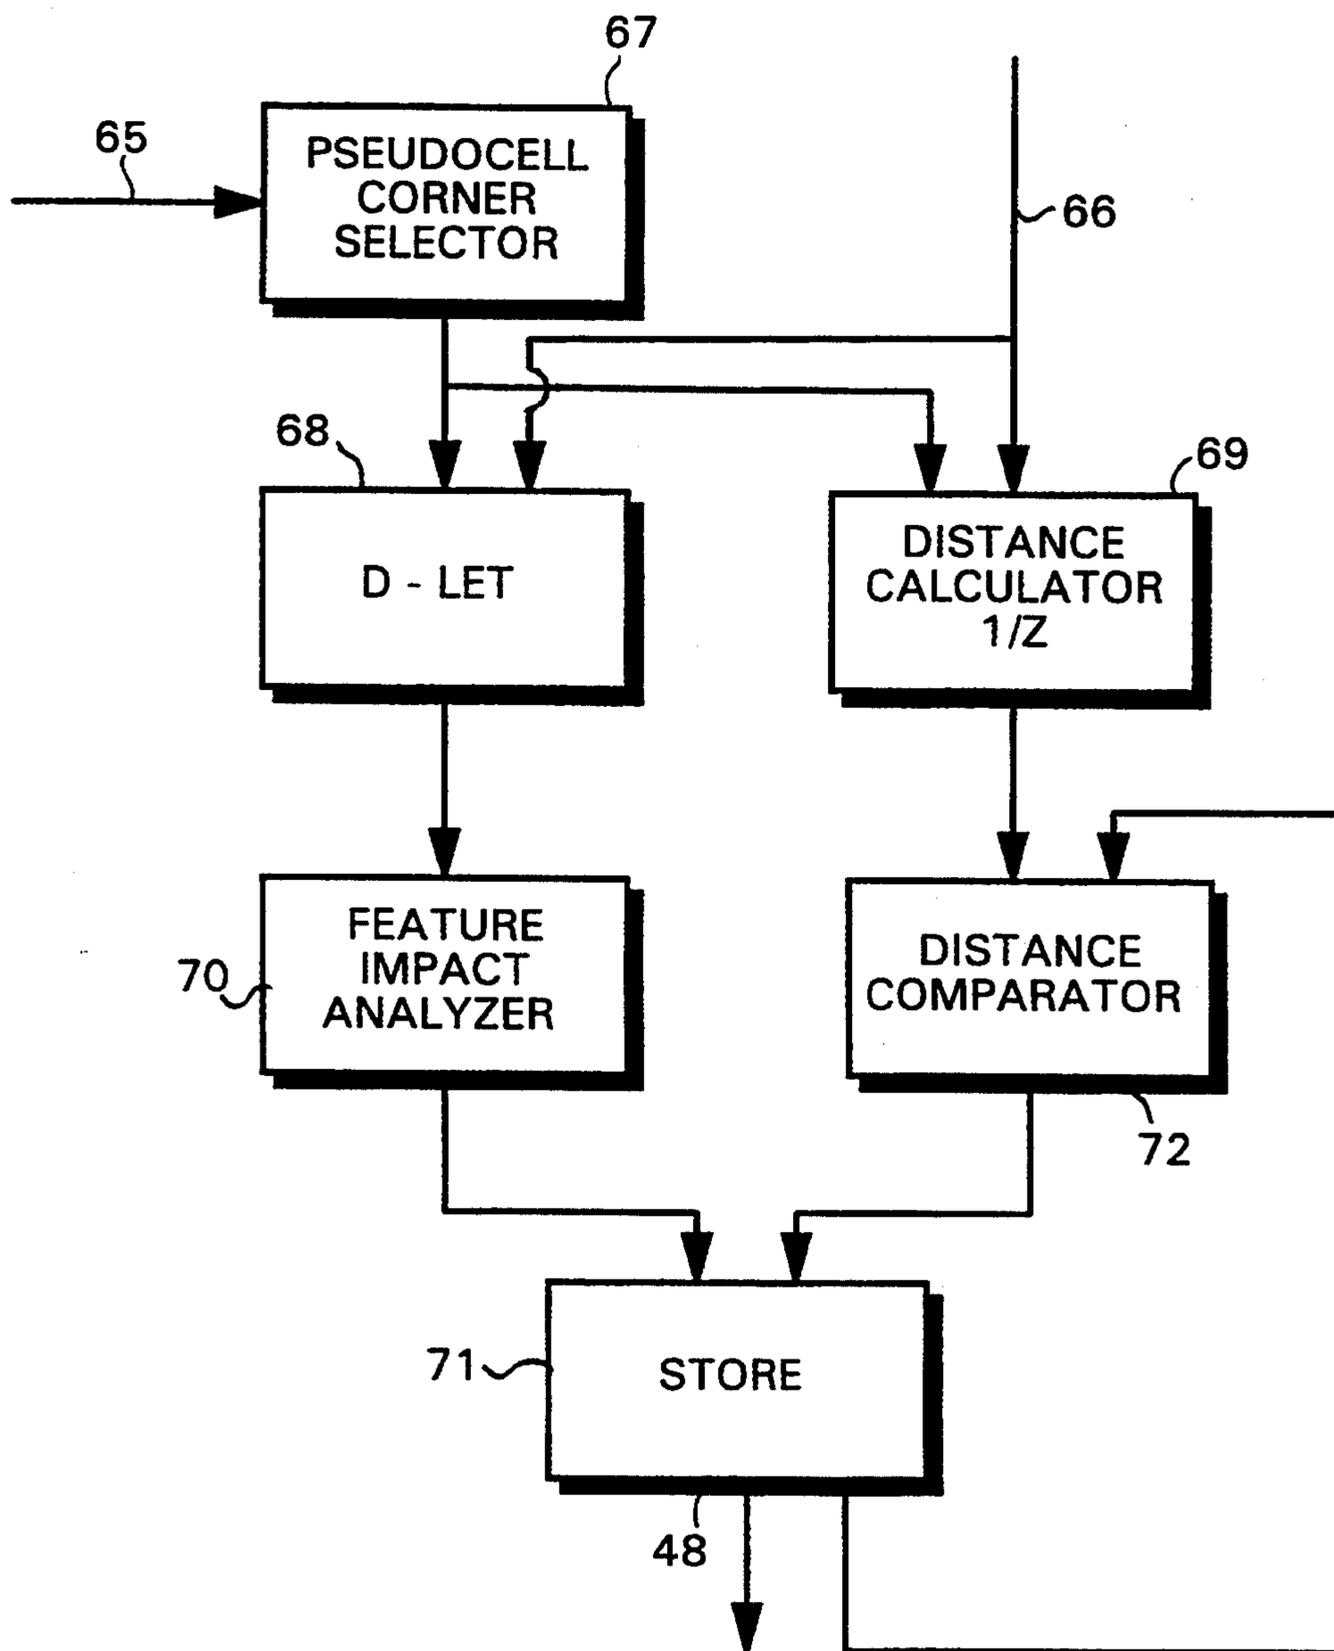 67
65
PSEUDOCELL
CORNER
SELECTOR
66
68
69
D - LET
DISTANCE
CALCULATOR
1/Z
70
FEATURE
IMPACT
ANALYZER
DISTANCE
COMPARATOR
72
71
STORE
48